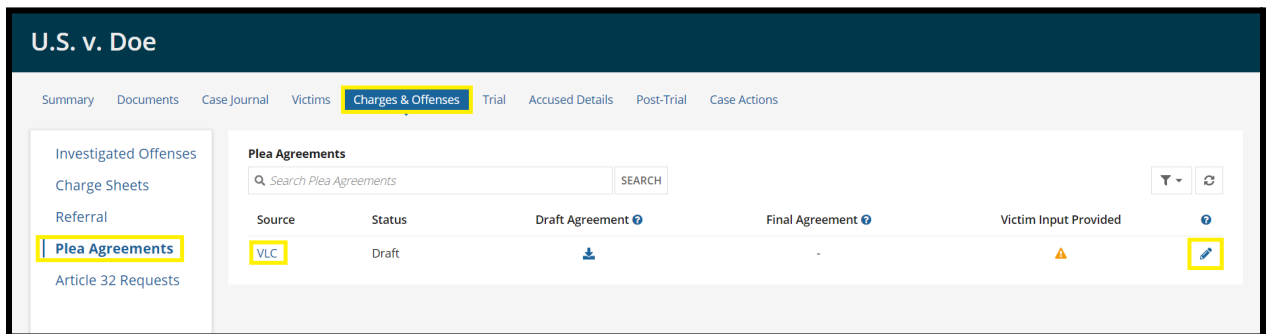 U.S. v. Doe
Summary Documents Case Journal Victims Charges & Offenses Trial Accused Details Post-Trial Case Actions
Investigated Offenses
Charge Sheets
Referral
Plea Agreements
Article 32 Requests
Plea Agreements
Search Plea Agreements SEARCH
Source Status Draft Agreement Final Agreement Victim Input Provided
VLC Draft -